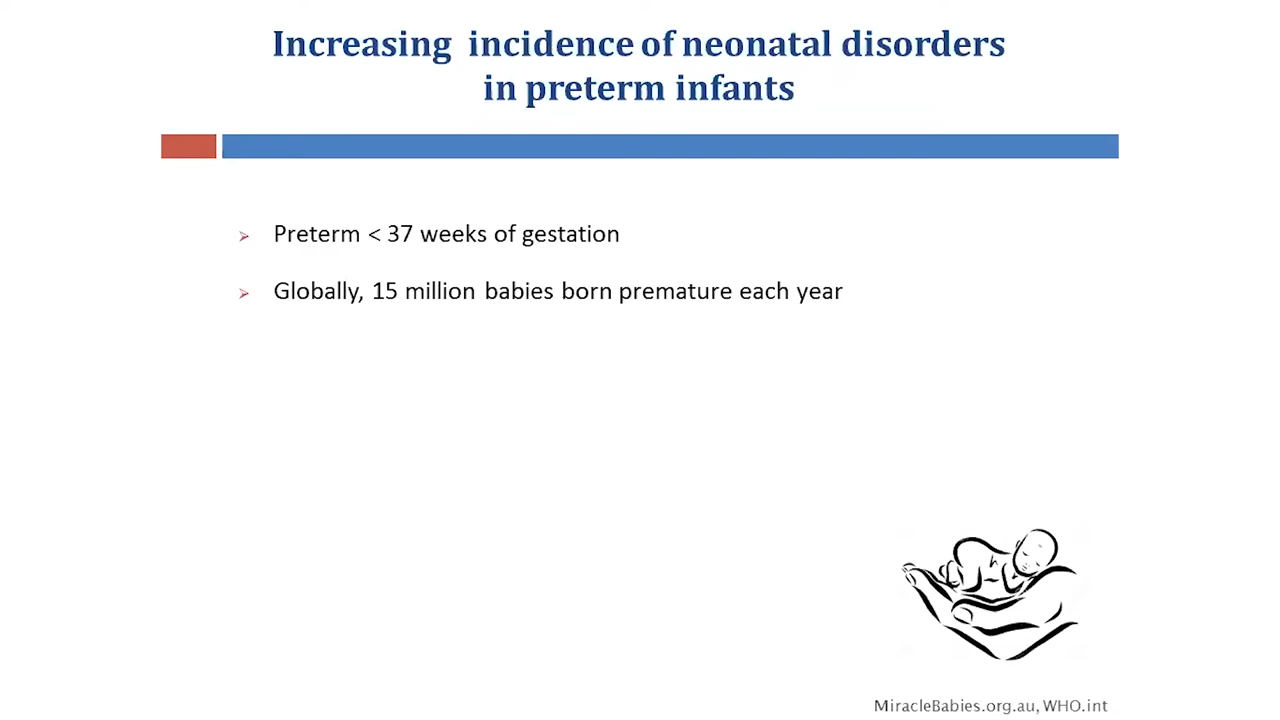 Increasing incidence of neonatal disorders
in preterm infants
Preterm < 37 weeks of gestation
Globally, 15 million babies born premature each year
MiracleBabies.org.au, WHO.int